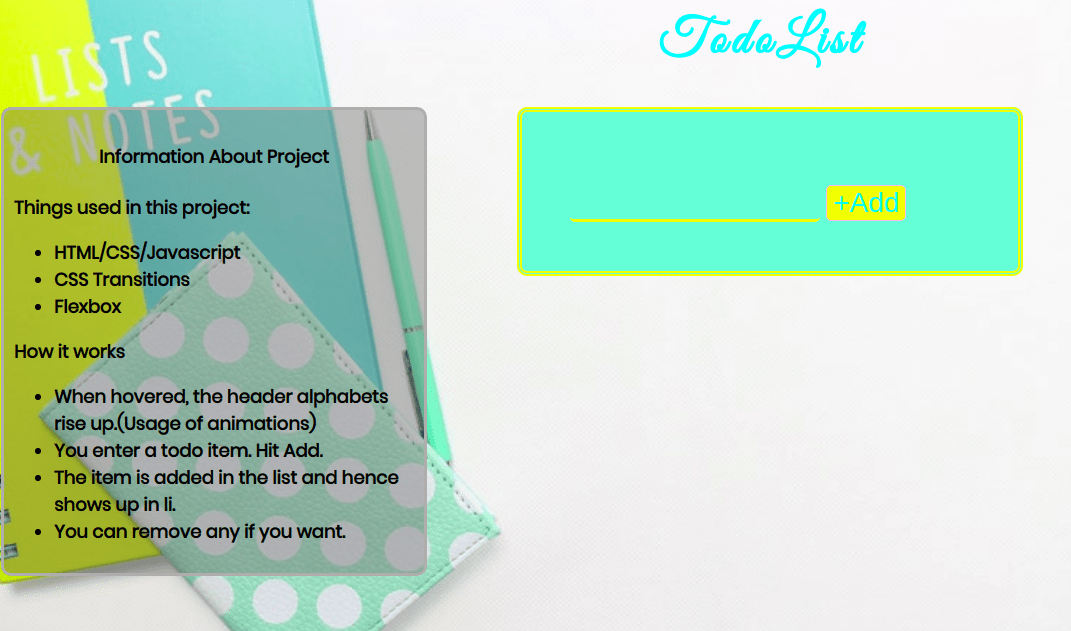 TodoList
LISTS
& NOTES
Information About Project
Things used in this project:
HTML/CSS/Javascript
CSS Transitions
Flexbox
How it works
When hovered, the header alphabets
rise up.(Usage of animations)
You enter a todo item. Hit Add.
The item is added in the list and hence
shows up in li.
You can remove any if you want.
+Add